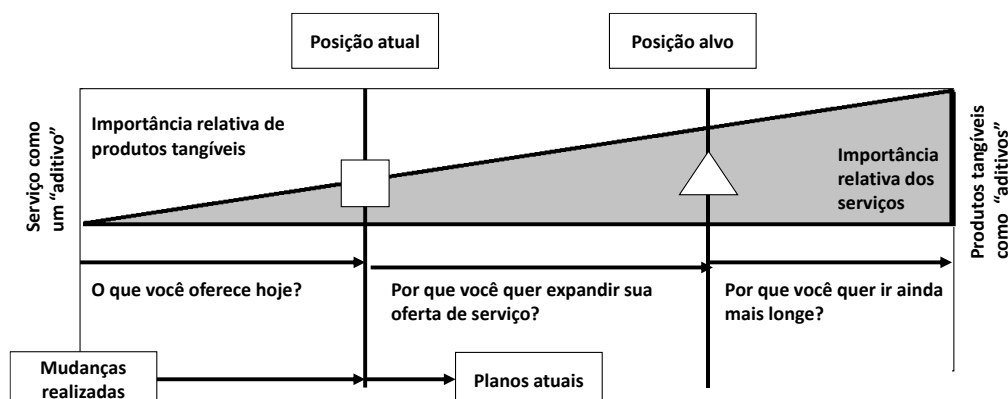 Posição atual
Posição alvo
Serviço como
um “aditivo”
Importância relativa de
produtos tangíveis
Importância
relativa dos
serviços
Produtos tangíveis
como “aditivos”
O que você oferece hoje?
Por que você quer expandir sua
oferta de serviço?
Por que você quer ir ainda
mais longe?
Mudanças
realizadas
Planos atuais